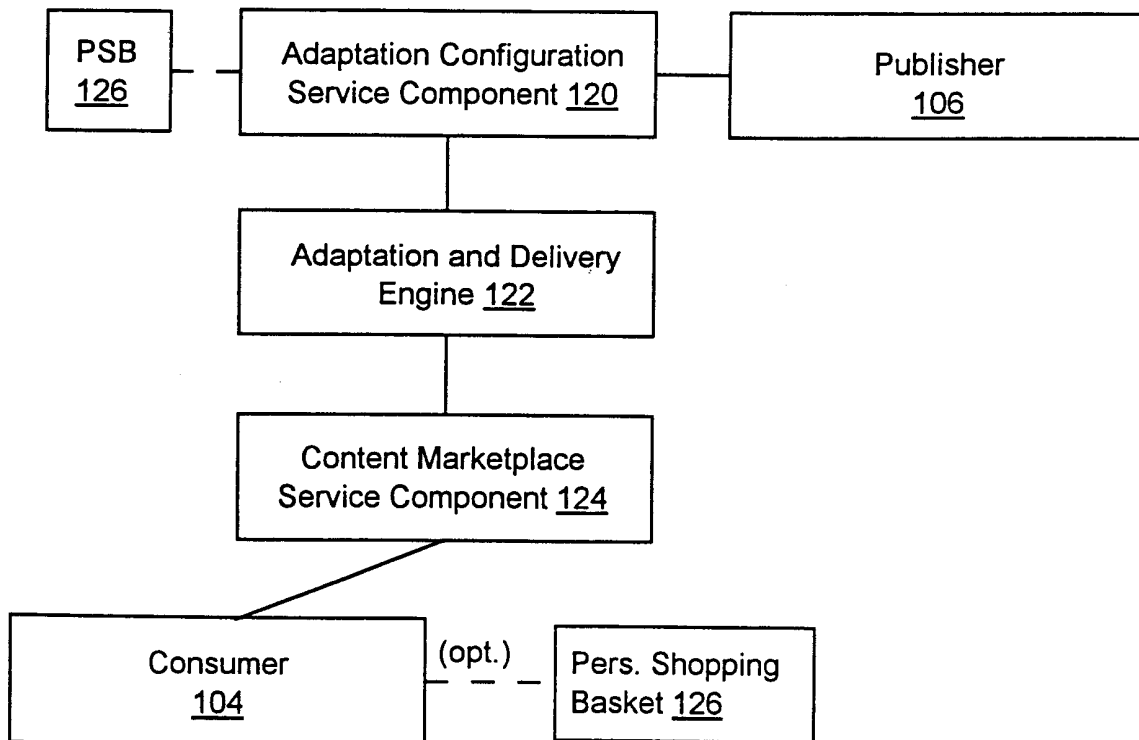 PSB
126
Adaptation Configuration
Service Component 120
Publisher
106
Adaptation and Delivery
Engine 122
Content Marketplace
Service Component 124
Consumer
104
(opt.)
Pers. Shopping
Basket 126